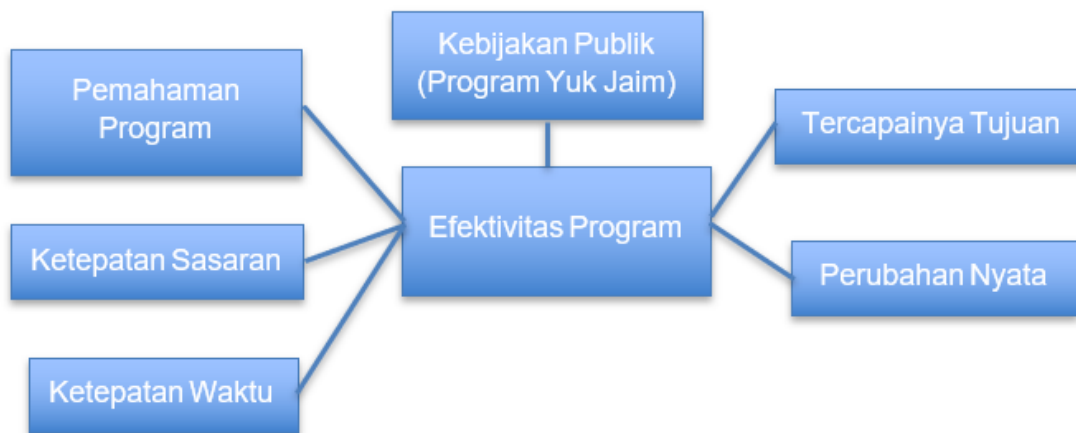 Kebijakan Publik
(Program Yuk Jaim)
Pemahaman
Program
Tercapainya Tujuan
Efektivitas Program
Ketepatan Sasaran
Perubahan Nyata
Ketepatan Waktu